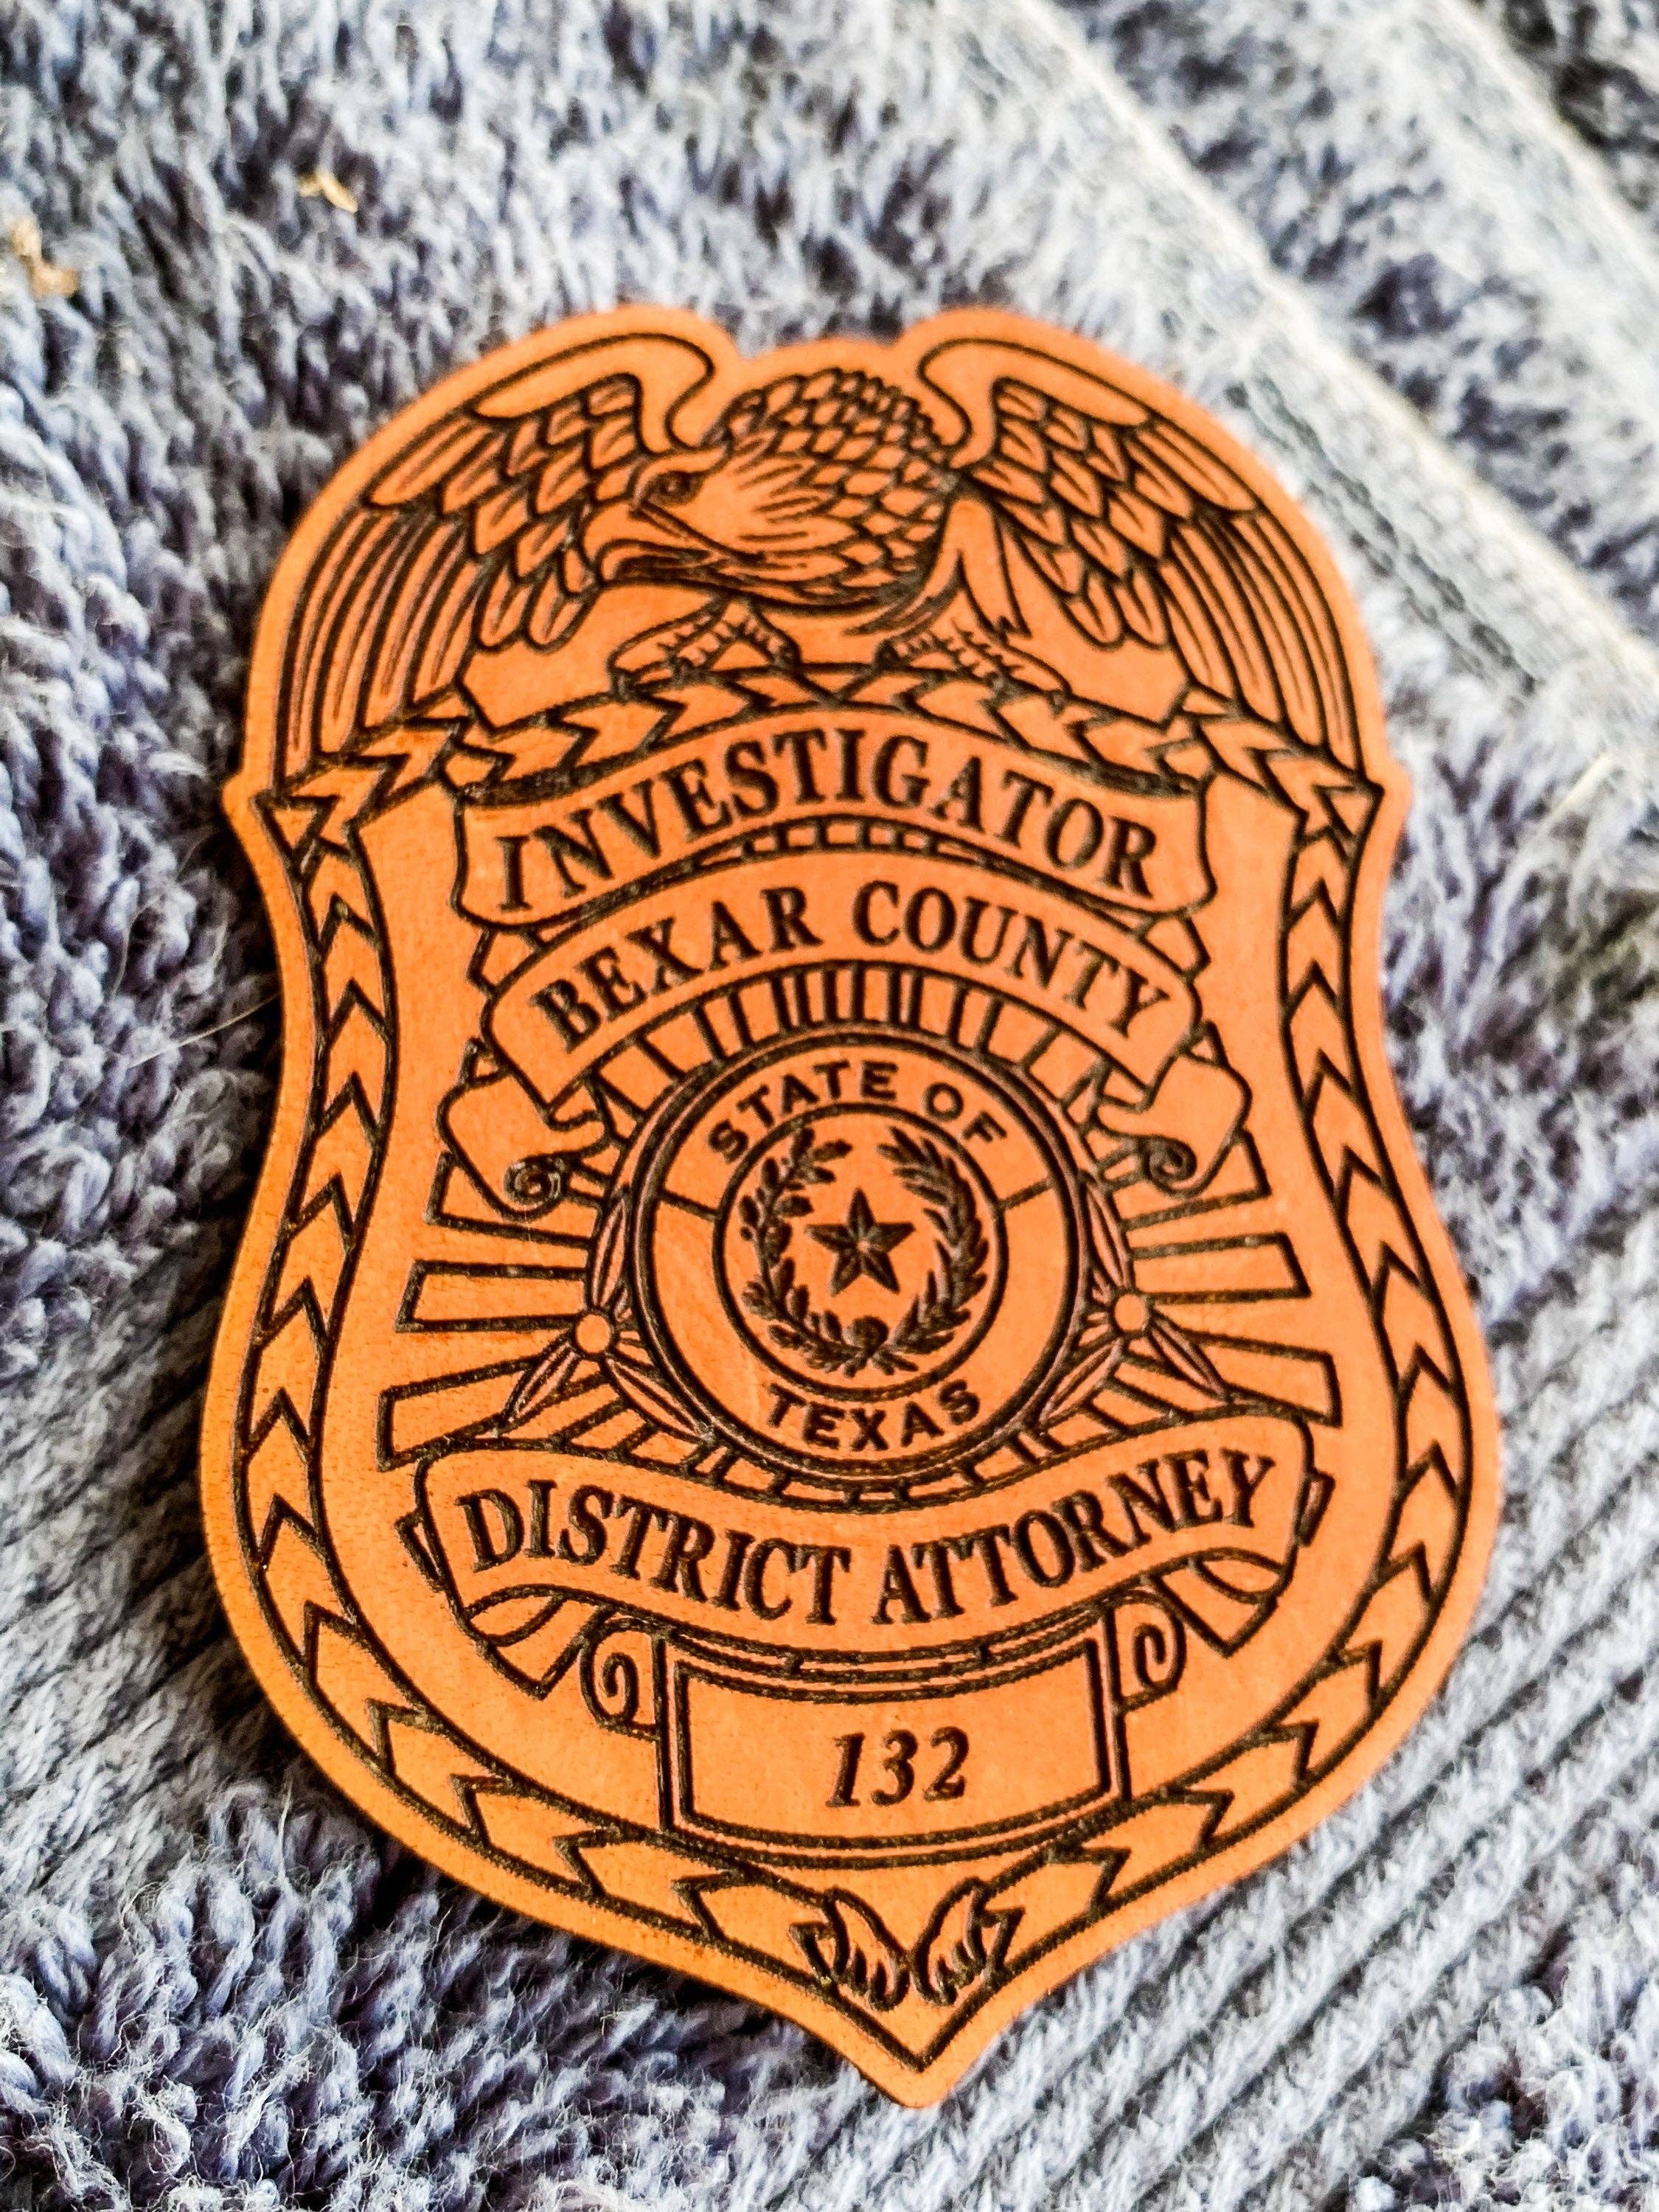 INVESTIGATOR
BEXAR COUNTY
STATE OF
TEXAS
DISTRICT ATTORNEY
132